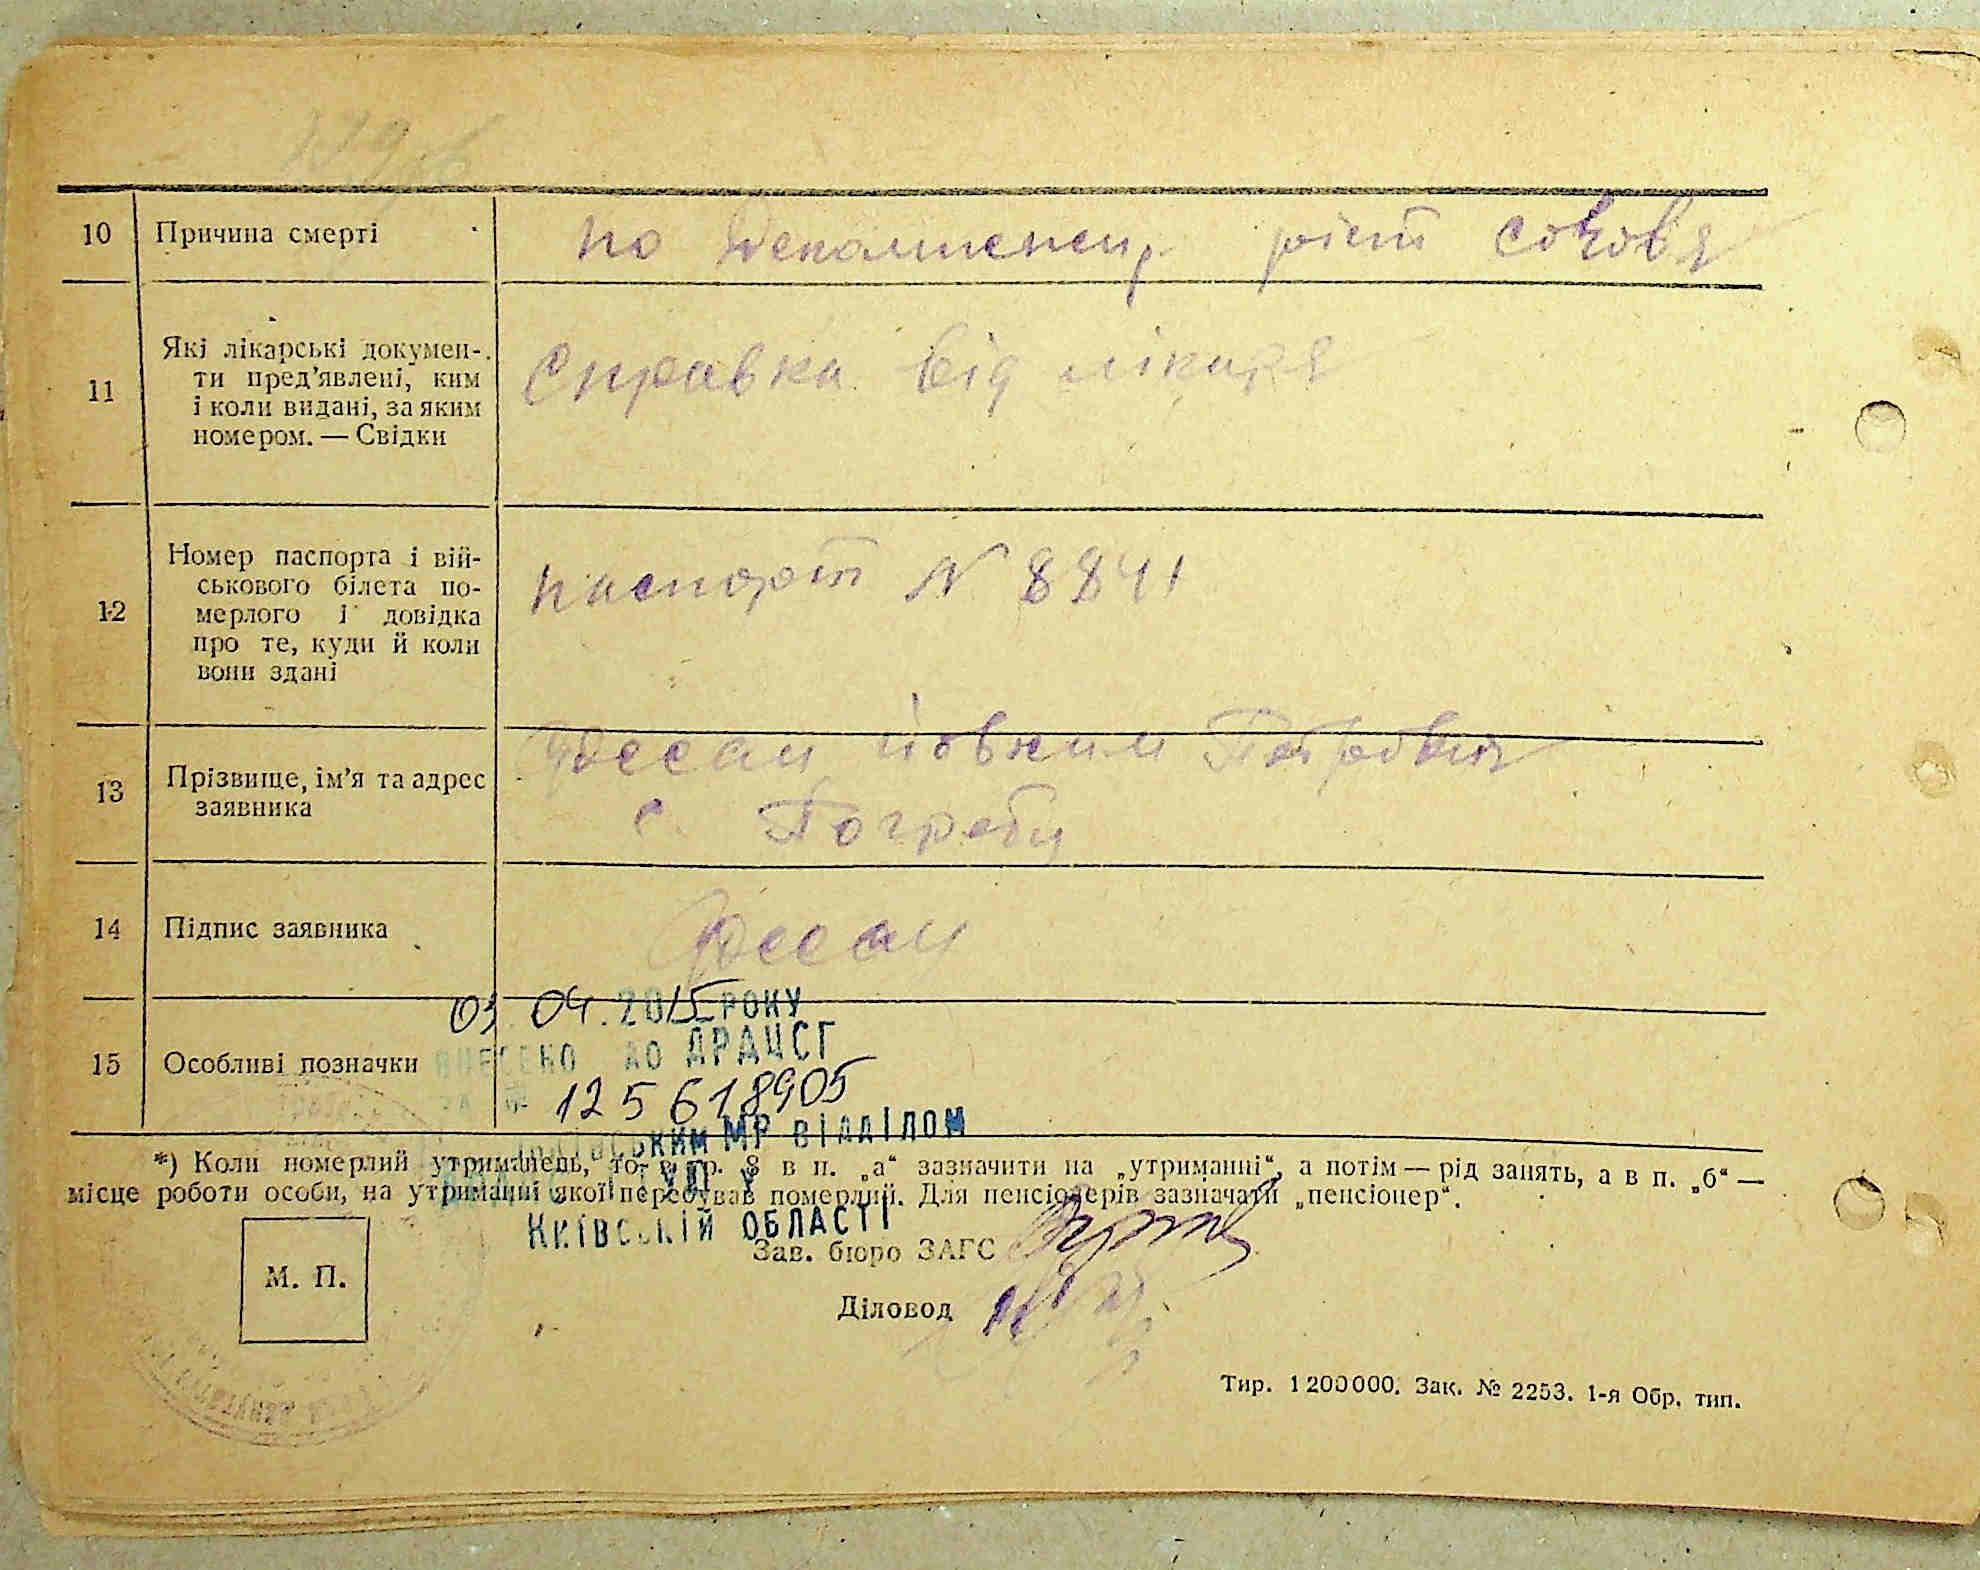 10 Причина смерті
11 Які лікарські докумен-
ти пред'явлені, ким
і коли видані, за яким
номером. — Свідки
Справка від лікаря
12 Номер паспорта і вій-
ськового білета по-
мерлого і довідка
про те, куди й коли
вони здані
паспорт N 8841
13 Прізвище, ім'я та адрес
заявника
с. Погреби
14 Підпис заявника
03 04. 2015 РОКУ
15 Особливі позначки
ВНЕСЕНО ДО ДРАЦСГ
ЗА № 125618905
МР ВІДДІЛОМ
*) Коли померлий утриманець, то в гр. 8 в п. „а“ зазначити на „утриманні“, а потім — рід занять, а в п. „б“ —
місце роботи особи, на утриманні якої перебував померлий. Для пенсіонерів зазначати „пенсіонер“.
КИЇВСЬКІЙ ОБЛАСТІ
Зав. бюро ЗАГС
М. П.
Діловод
Тир. 1200000. Зак. № 2253. 1-я Обр. тип.